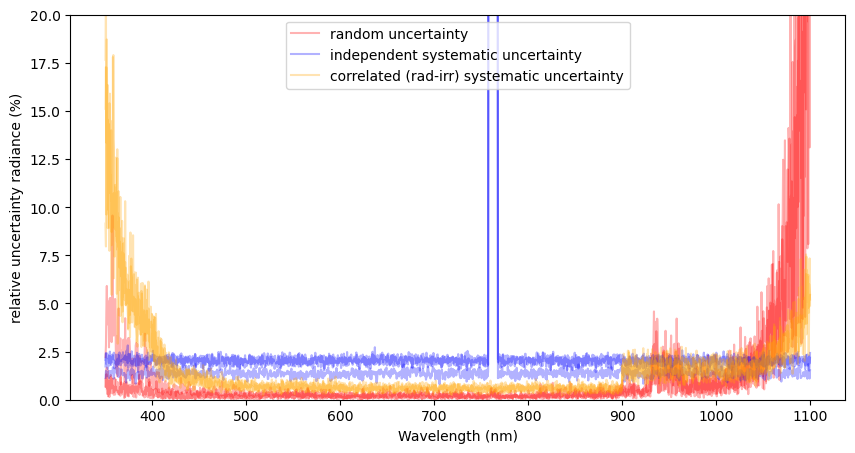 random uncertainty
independent systematic uncertainty
correlated (rad-irr) systematic uncertainty
relative uncertainty radiance (%)
20.0
17.5
15.0
12.5
10.0
7.5
5.0
2.5
0.0
400 500 600 700 800 900 1000 1100
Wavelength (nm)